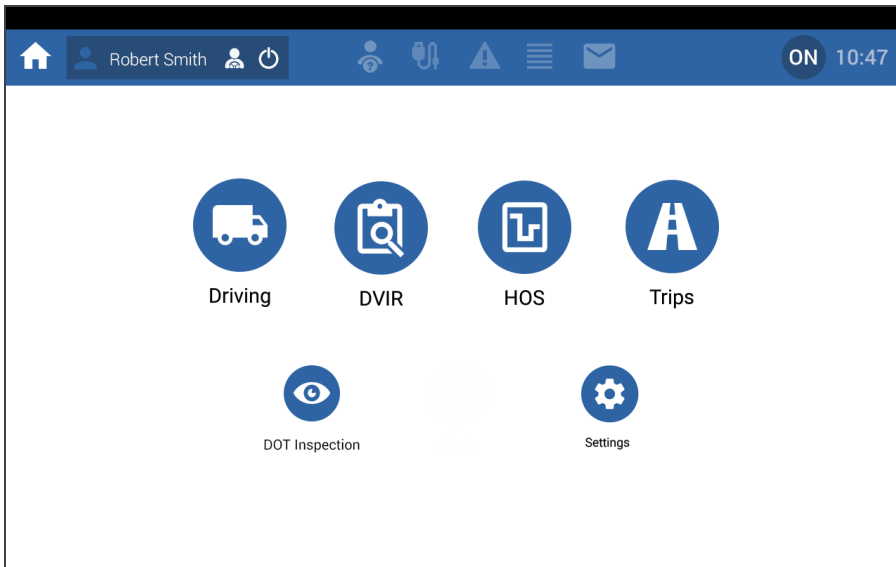 Robert Smith ON 10:47
Driving DVIR HOS Trips
DOT Inspection Settings